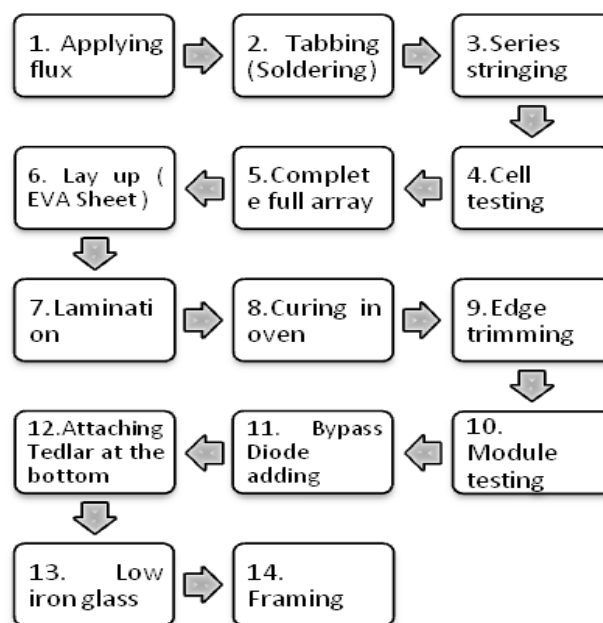 1. Applying
flux
2. Tabbing
(Soldering)
3.Series
stringing
4.Cell
testing
5.Complet
e full array
6. Lay up (
EVA Sheet )
7.Laminati
on
8.Curing in
oven
9.Edge
trimming
10.
Module
testing
11. Bypass
Diode
adding
12.Attaching
Tedlar at the
bottom
13. Low
iron glass
14.
Framing